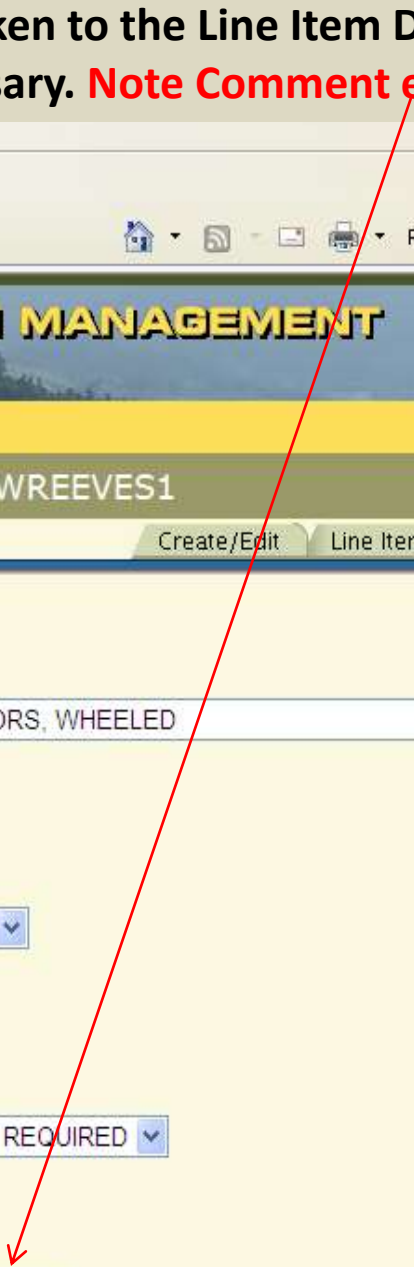 ken to the Line Item D
sary. Note Comment e
MANAGEMENT
WREEVES1
Create/Edit Line Iter
ORS, WHEELED
REQUIRED